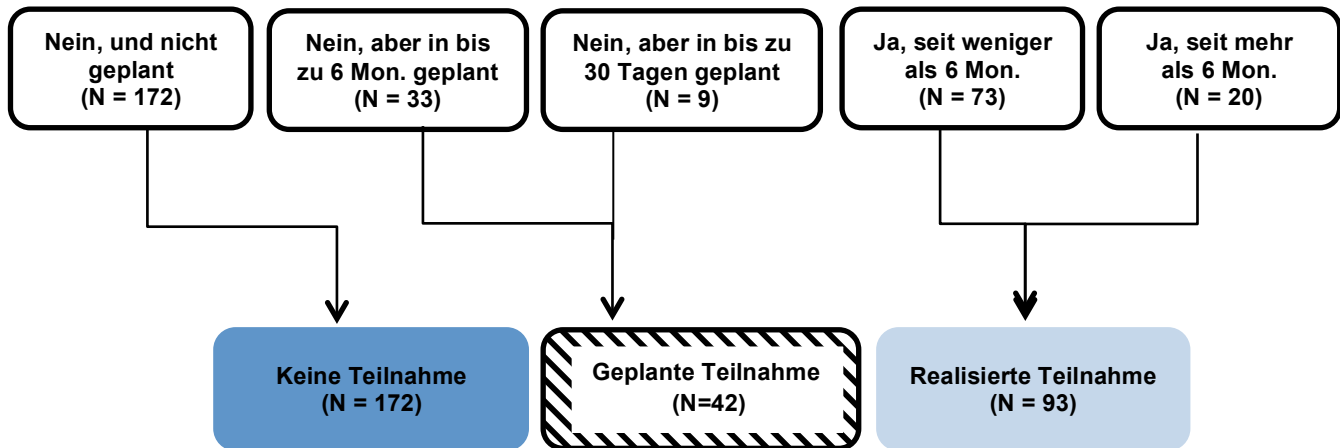 Nein, und nicht
geplant
(N = 172)
Nein, aber in bis
zu 6 Mon. geplant
(N = 33)
Nein, aber in bis zu
30 Tagen geplant
(N = 9)
Ja, seit weniger
als 6 Mon.
(N = 73)
Ja, seit mehr
als 6 Mon.
(N = 20)
Keine Teilnahme
(N = 172)
Geplante Teilnahme
(N=42)
Realisierte Teilnahme
(N = 93)